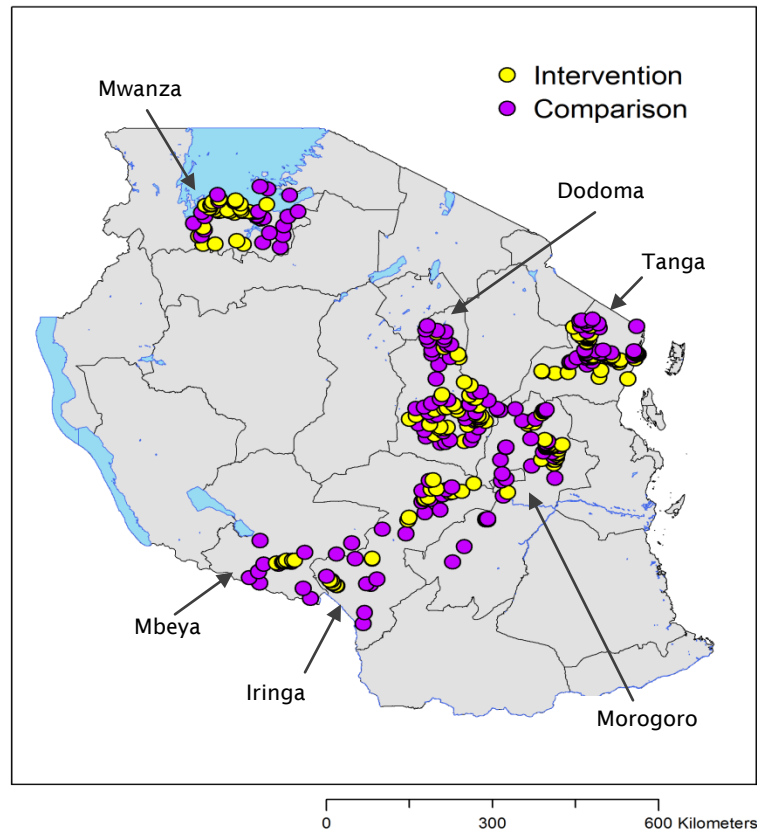 Intervention
Comparison
Mwanza
Dodoma
Tanga
Mbeya
Iringa
Morogoro
0 300 600 Kilometers